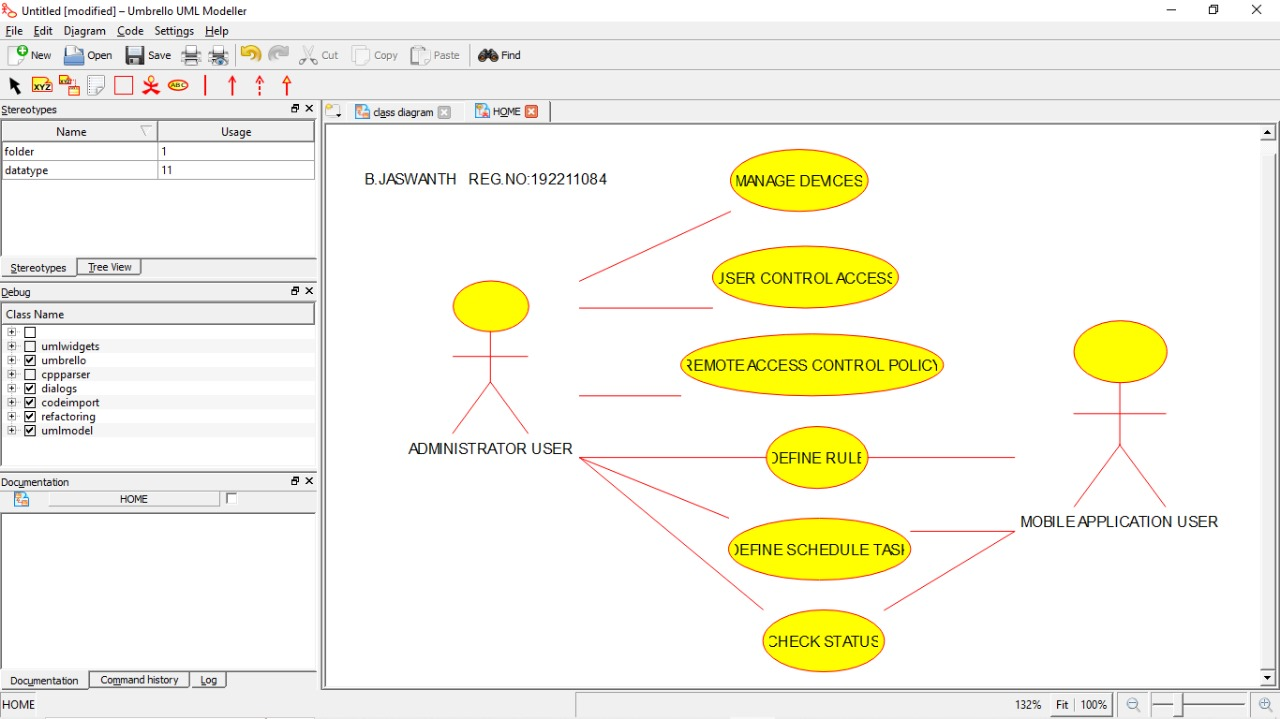 Untitled [modified] – Umbrello UML Modeller
File Edit Diagram Code Settings Help
New Open Save Cut Copy Paste Find
XYZ ABC
Stereotypes
Name Usage
folder 1
datatype 11
Stereotypes Tree View
Debug
Class Name
umlwidgets
umbrello
cppparser
dialogs
codeimport
refactoring
umlmodel
Documentation
HOME
Documentation Command history Log
class diagram HOME
B.JASWANTH REG.NO:192211084
MANAGE DEVICES
USER CONTROL ACCESS
REMOTE ACCESS CONTROL POLICY
ADMINISTRATOR USER
DEFINE RULE
MOBILE APPLICATION USER
DEFINE SCHEDULE TASK
CHECK STATUS
HOME 132% Fit 100%